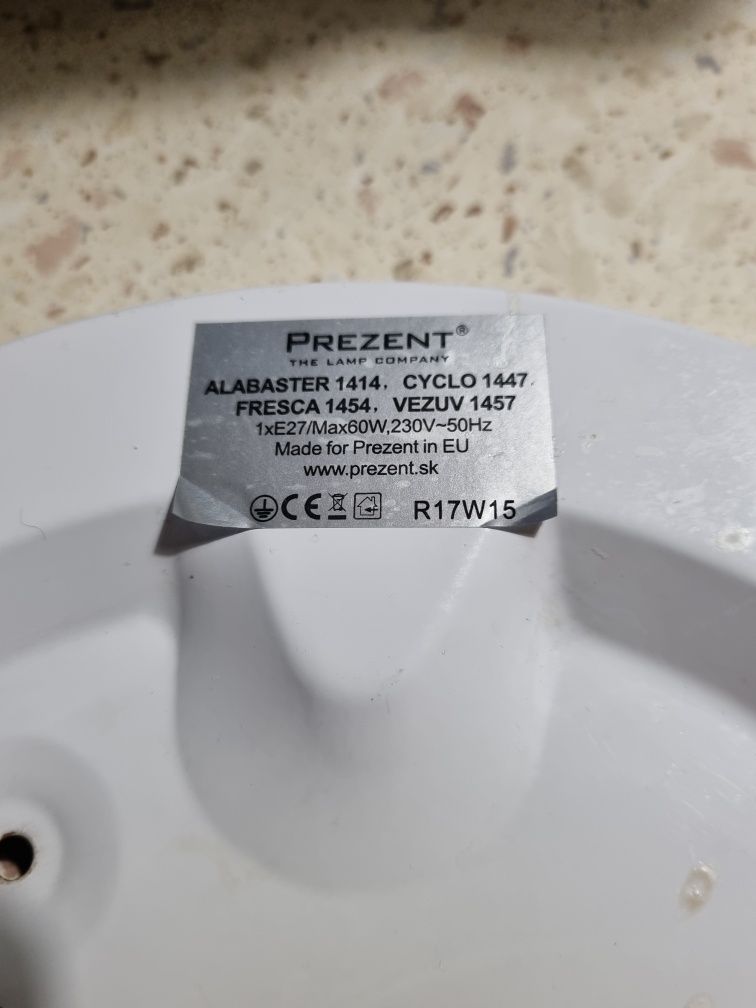 PREZENT®
THE LAMP COMPANY
ALABASTER 1414, CYCLO 1447,
FRESCA 1454, VEZUV 1457
1xE27/Max60W,230V~50Hz
Made for Prezent in EU
www.prezent.sk
CE R17W15